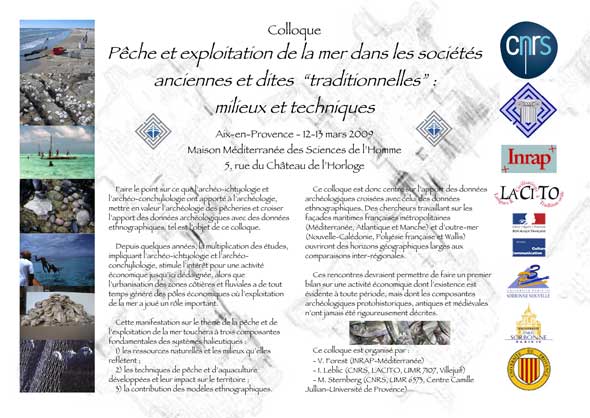 Colloque
Pêche et exploitation de la mer dans les sociétés
anciennes et dites "traditionnelles" :
milieux et techniques
Aix-en-Provence - 12-13 mars 2009
Maison Méditerranée des Sciences de l'Homme
5, rue du Château de l'Horloge
Faire le point sur ce que l'archéo-ichtyologie et
l'archéo-conchyliologie ont apporté à l'archéologie,
mettre en valeur l'archéologie des pêcheries et croiser
l'apport des données archéologiques avec des données
ethnographiques, tel est l'objet de ce colloque.
Depuis quelques années, la multiplication des études,
impliquant l'archéo-ichtyologie et l'archéo-
conchyliologie, stimule l'intérêt pour une activité
économique jusqu'ici dédaignée, alors que
l'urbanisation des zones côtières et fluviales a de tout
temps généré des pôles économiques où l'exploitation
de la mer a joué un rôle important.
Cette manifestation sur le thème de la pêche et de
l'exploitation de la mer touchera à trois composantes
fondamentales des systèmes halieutiques :
1) les ressources naturelles et les milieux qu'elles
reflètent ;
2) les techniques de pêche et d'aquaculture
développées et leur impact sur le territoire ;
3) la contribution des modèles ethnographiques.
Ce colloque est donc centré sur l'apport des données
archéologiques croisées avec celui des données
ethnographiques. Des chercheurs travaillant sur les
façades maritimes françaises métropolitaines
(Méditerranée, Atlantique et Manche) et d'outre-mer
(Nouvelle-Calédonie, Polynésie française et Wallis)
ouvriront des horizons géographiques larges aux
comparaisons inter-régionales.
Ces rencontres devraient permettre de faire un premier
bilan sur une activité économique dont l'existence est
évidente à toute période, mais dont les composantes
archéologiques protohistoriques, antiques et médiévales
n'ont jamais été rigoureusement décrites.
Ce colloque est organisé par :
- V. Forest (INRAP-Méditerranée)
- I. Leblic (CNRS, LACITO, UMR 7107, Villejuif)
- M. Sternberg (CNRS, UMR 6573, Centre Camille
Jullian-Université de Provence)
cnrs
Inrap
LACITO
Liberté • Égalité • Fraternité
RÉPUBLIQUE FRANÇAISE
Culture
Communication
3
SORBONNE NOUVELLE
SORBONNE